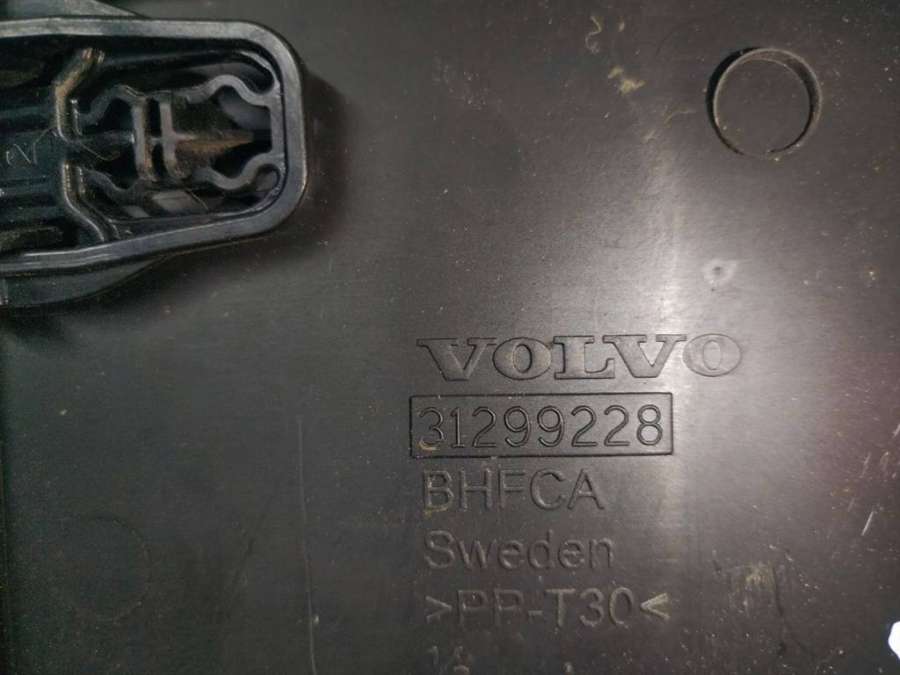 VOLVO
31299228
BHFCA
Sweden
>PP-T30<